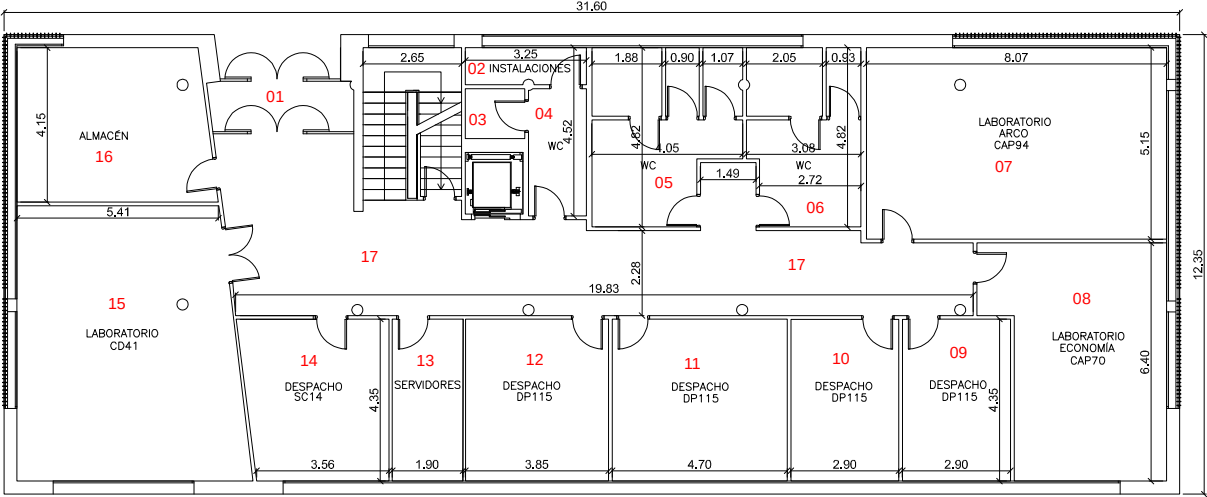 31.60
2.65
3.25
1.88
0.90
1.07
2.05
0.93
8.07
02 INSTALACIONES
01
4.15
ALMACÉN
16
03
04
4.52
WC
4.82
4.05
WC
05
1.49
3.08
WC
4.82
2.72
06
LABORATORIO
ARCO
CAP94
07
5.15
5.41
17
2.28
17
12.35
19.83
15
LABORATORIO
CD41
08
LABORATORIO
ECONOMÍA
CAP70
6.40
14
DESPACHO
SC14
4.35
13
SERVIDORES
12
DESPACHO
DP115
11
DESPACHO
DP115
10
DESPACHO
DP115
09
DESPACHO
DP115
4.35
3.56
1.90
3.85
4.70
2.90
2.90